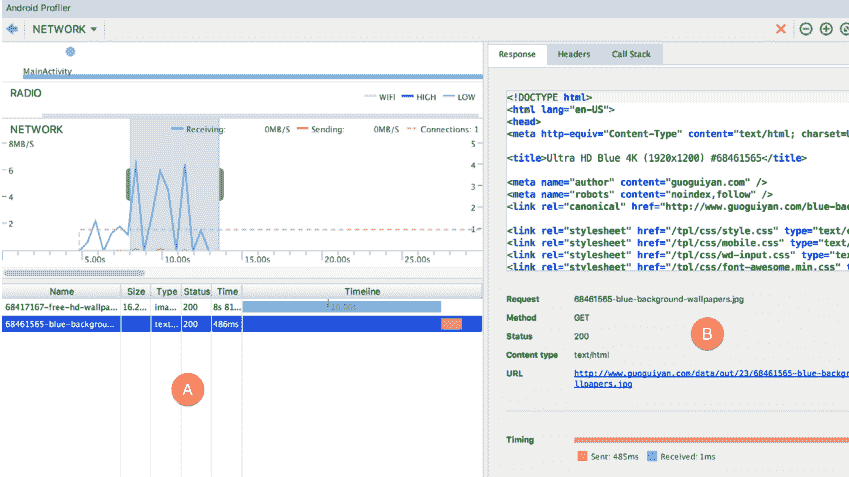 Android Profiler
NETWORK
MainActivity
RADIO
WIFI HIGH LOW
NETWORK Receiving: 0MB/S Sending: 0MB/S Connections: 1
8MB/S 5
6 4
4 3
2 2
1
5.00s 10.00s 15.00s 20.00s 25.00s
Name Size Type Status Time Timeline
68417167-free-hd-wallpa... 16.2... ima... 200 8s 81... 10.00s
68461565-blue-backgrou... text... 200 486ms
A
Response Headers Call Stack
<!DOCTYPE html>
<html lang="en-US">
<head>
<meta http-equiv="Content-Type" content="text/html; charset=U
<title>Ultra HD Blue 4K (1920x1200) #68461565</title>
<meta name="author" content="guoguiyan.com" />
<meta name="robots" content="noindex,follow" />
<link rel="canonical" href="http://www.guoguiyan.com/blue-bac
<link rel="stylesheet" href="/tpl/css/style.css" type="text/c
<link rel="stylesheet" href="/tpl/css/mobile.css" type="text/
<link rel="stylesheet" href="/tpl/css/wd-input.css" type="tex
<link rel="stylesheet" href="/tpl/css/font-awesome.min.css" t
Request 68461565-blue-background-wallpapers.jpg
Method GET
Status 200
Content type text/html
URL http://www.guoguiyan.com/data/out/23/68461565-blue-backgr
llpapers.jpg
B
Timing
Sent: 485ms Received: 1ms